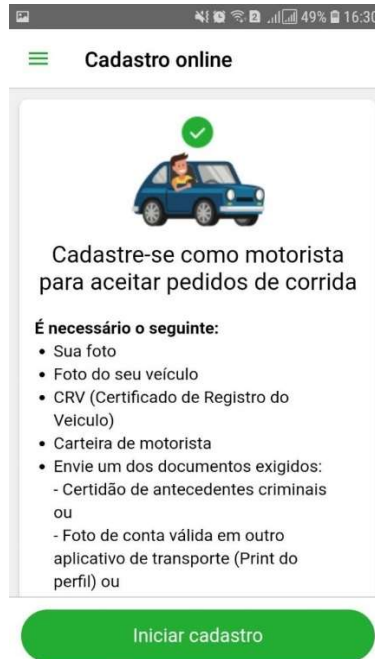 2 49% 16:30
Cadastro online
Cadastre-se como motorista
para aceitar pedidos de corrida
É necessário o seguinte:
• Sua foto
• Foto do seu veículo
• CRV (Certificado de Registro do
Veiculo)
• Carteira de motorista
• Envie um dos documentos exigidos:
- Certidão de antecedentes criminais
ou
- Foto de conta válida em outro
aplicativo de transporte (Print do
perfil) ou
Iniciar cadastro